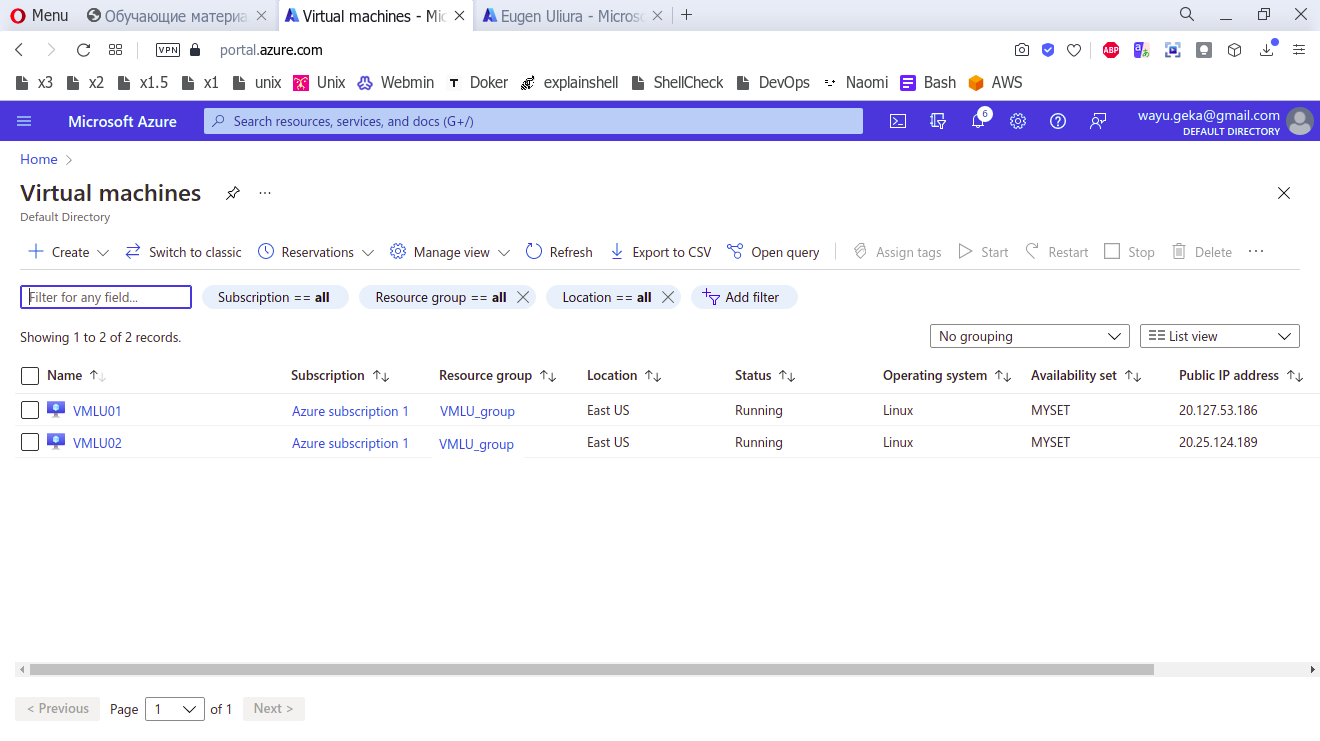 Menu Обучающие материа Virtual machines - Mic Eugen Uliura - Microso
VPN portal.azure.com ABP
x3 x2 x1.5 x1 unix Unix Webmin T Doker explainshell ShellCheck DevOps Naomi Bash AWS
Microsoft Azure Search resources, services, and docs (G+/) 6 wayu.geka@gmail.com
DEFAULT DIRECTORY
Home
Virtual machines ...
Default Directory
Create Switch to classic Reservations Manage view Refresh Export to CSV Open query Assign tags Start Restart Stop Delete ...
Filter for any field... Subscription == all Resource group == all Location == all Add filter
Showing 1 to 2 of 2 records. No grouping List view
Name Subscription Resource group Location Status Operating system Availability set Public IP address
VMLU01 Azure subscription 1 VMLU_group East US Running Linux MYSET 20.127.53.186
VMLU02 Azure subscription 1 VMLU_group East US Running Linux MYSET 20.25.124.189
< Previous Page 1 of 1 Next >